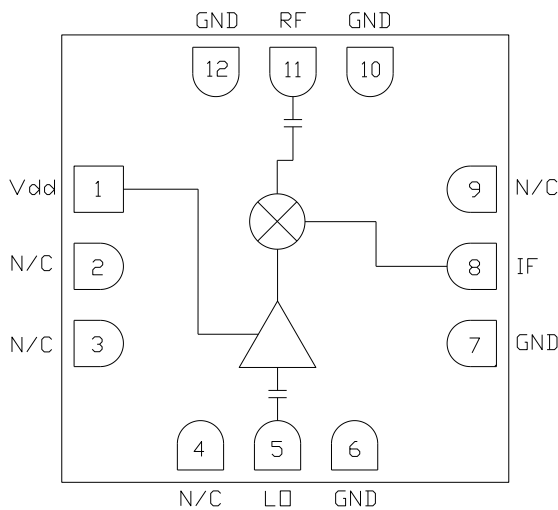 GND RF GND
12 11 10
Vdd 1 9 N/C
N/C 2 8 IF
N/C 3 7 GND
4 5 6
N/C LO GND